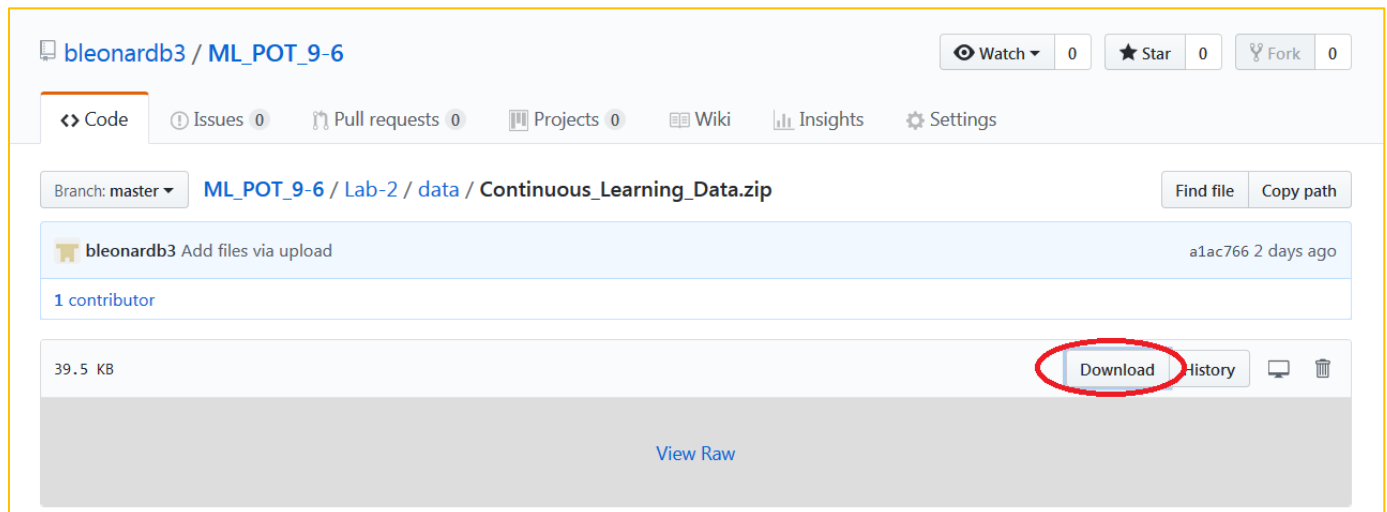 bleonardb3 / ML_POT_9-6 Watch 0 Star 0 Fork 0
Code Issues 0 Pull requests 0 Projects 0 Wiki Insights Settings
Branch: master ML_POT_9-6 / Lab-2 / data / Continuous_Learning_Data.zip Find file Copy path
bleonardb3 Add files via upload a1ac766 2 days ago
1 contributor
39.5 KB Download History
View Raw